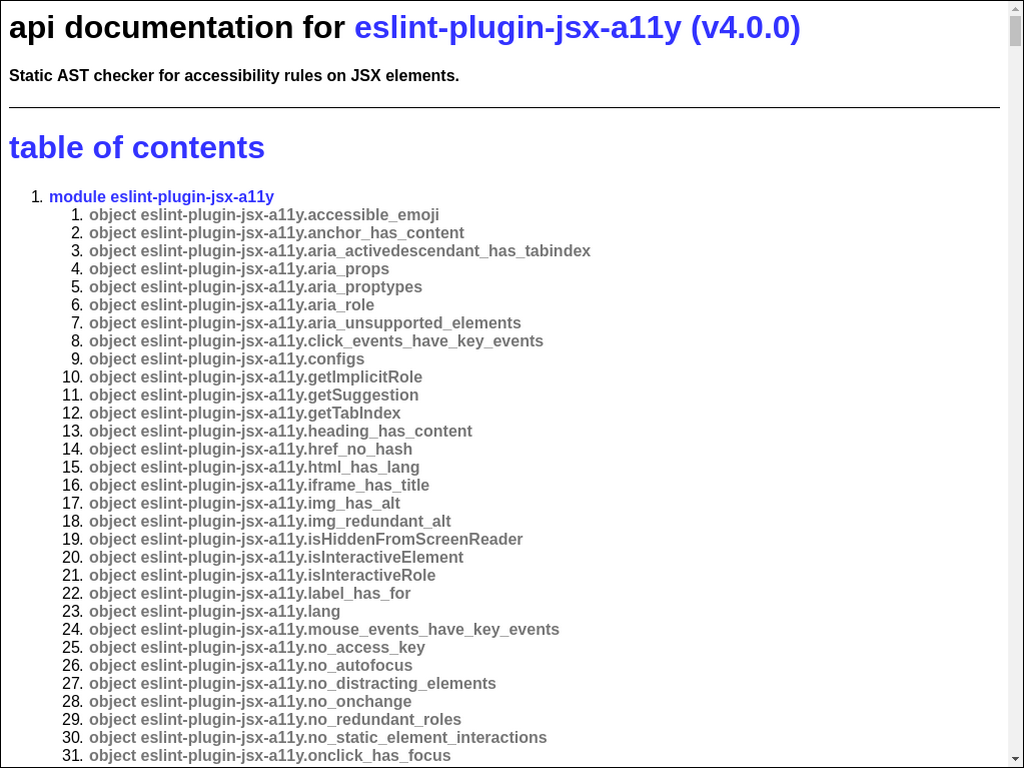 api documentation for eslint-plugin-jsx-a11y (v4.0.0)
Static AST checker for accessibility rules on JSX elements.
table of contents
1. module eslint-plugin-jsx-a11y
1. object eslint-plugin-jsx-a11y.accessible_emoji
2. object eslint-plugin-jsx-a11y.anchor_has_content
3. object eslint-plugin-jsx-a11y.aria_activedescendant_has_tabindex
4. object eslint-plugin-jsx-a11y.aria_props
5. object eslint-plugin-jsx-a11y.aria_proptypes
6. object eslint-plugin-jsx-a11y.aria_role
7. object eslint-plugin-jsx-a11y.aria_unsupported_elements
8. object eslint-plugin-jsx-a11y.click_events_have_key_events
9. object eslint-plugin-jsx-a11y.configs
10. object eslint-plugin-jsx-a11y.getImplicitRole
11. object eslint-plugin-jsx-a11y.getSuggestion
12. object eslint-plugin-jsx-a11y.getTabIndex
13. object eslint-plugin-jsx-a11y.heading_has_content
14. object eslint-plugin-jsx-a11y.href_no_hash
15. object eslint-plugin-jsx-a11y.html_has_lang
16. object eslint-plugin-jsx-a11y.iframe_has_title
17. object eslint-plugin-jsx-a11y.img_has_alt
18. object eslint-plugin-jsx-a11y.img_redundant_alt
19. object eslint-plugin-jsx-a11y.isHiddenFromScreenReader
20. object eslint-plugin-jsx-a11y.isInteractiveElement
21. object eslint-plugin-jsx-a11y.isInteractiveRole
22. object eslint-plugin-jsx-a11y.label_has_for
23. object eslint-plugin-jsx-a11y.lang
24. object eslint-plugin-jsx-a11y.mouse_events_have_key_events
25. object eslint-plugin-jsx-a11y.no_access_key
26. object eslint-plugin-jsx-a11y.no_autofocus
27. object eslint-plugin-jsx-a11y.no_distracting_elements
28. object eslint-plugin-jsx-a11y.no_onchange
29. object eslint-plugin-jsx-a11y.no_redundant_roles
30. object eslint-plugin-jsx-a11y.no_static_element_interactions
31. object eslint-plugin-jsx-a11y.onclick_has_focus